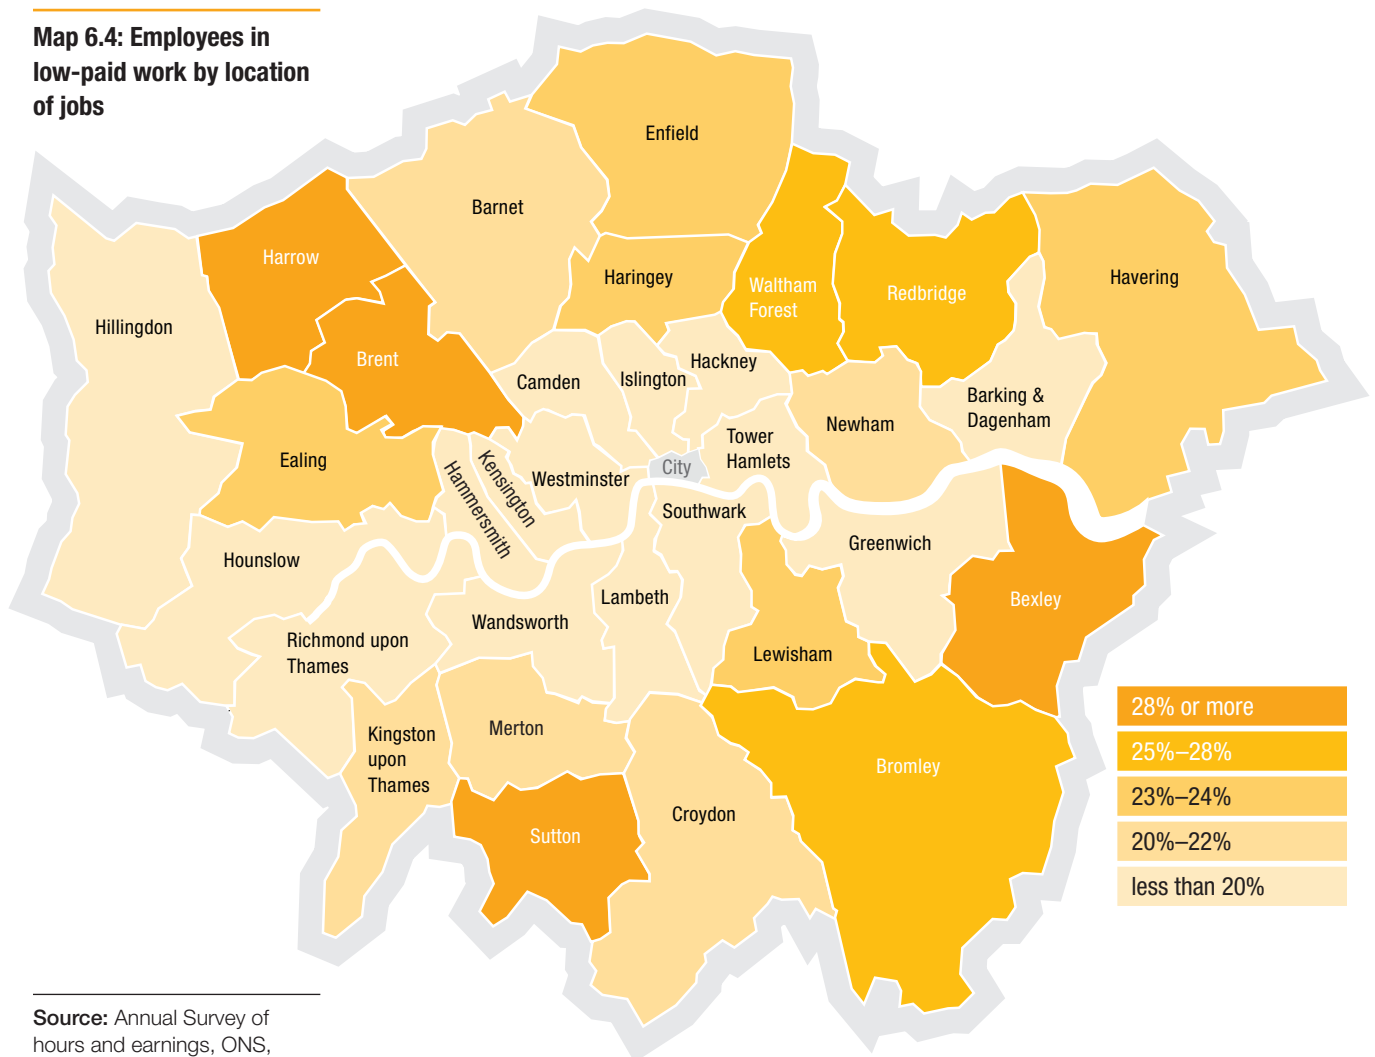 Map 6.4: Employees in
low-paid work by location
of jobs
Enfield
Barnet
Harrow
Haringey
Waltham
Forest
Redbridge
Havering
Hillingdon
Brent
Camden
Islington
Hackney
Barking &
Dagenham
Newham
Tower
Hamlets
Ealing
City
Westminster
Kensington
Hammersmith
Southwark
Hounslow
Greenwich
Lambeth
Bexley
Wandsworth
Richmond upon
Thames
Lewisham
Merton
Kingston
upon
Thames
Bromley
Croydon
Sutton
28% or more
25%–28%
23%–24%
20%–22%
less than 20%
Source: Annual Survey of
hours and earnings, ONS,